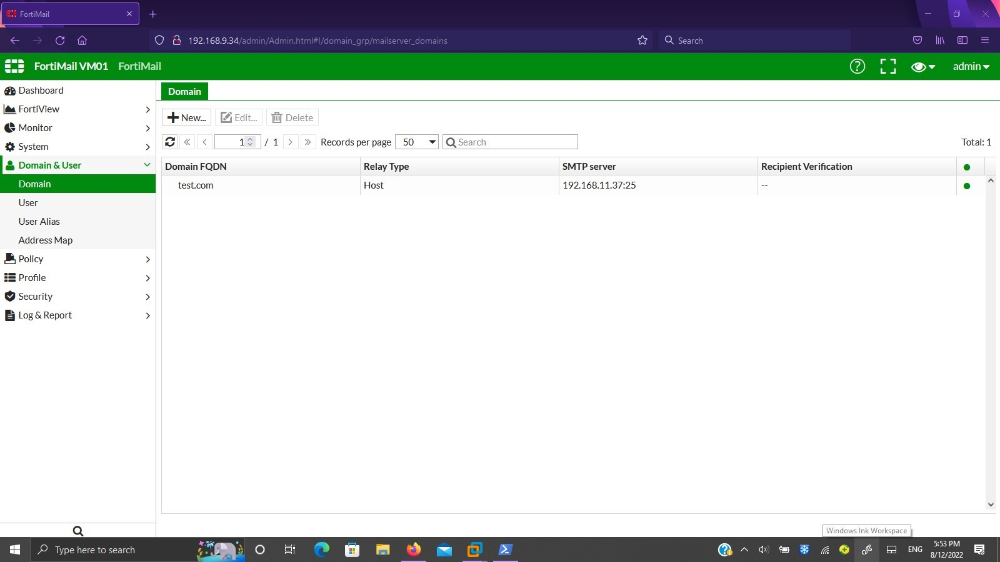 FortiMail
192.168.9.34/admin/Admin.html#!/domain_grp/mailserver_domains
Search
FortiMail VM01 FortiMail
admin
Dashboard
FortiView
Monitor
System
Domain & User
Domain
User
User Alias
Address Map
Policy
Profile
Security
Log & Report
Domain
New... Edit... Delete
1 / 1 Records per page 50 Search Total: 1
Domain FQDN Relay Type SMTP server Recipient Verification
test.com Host 192.168.11.37:25 --
Windows Ink Workspace
Type here to search
ENG
5:53 PM
8/12/2022